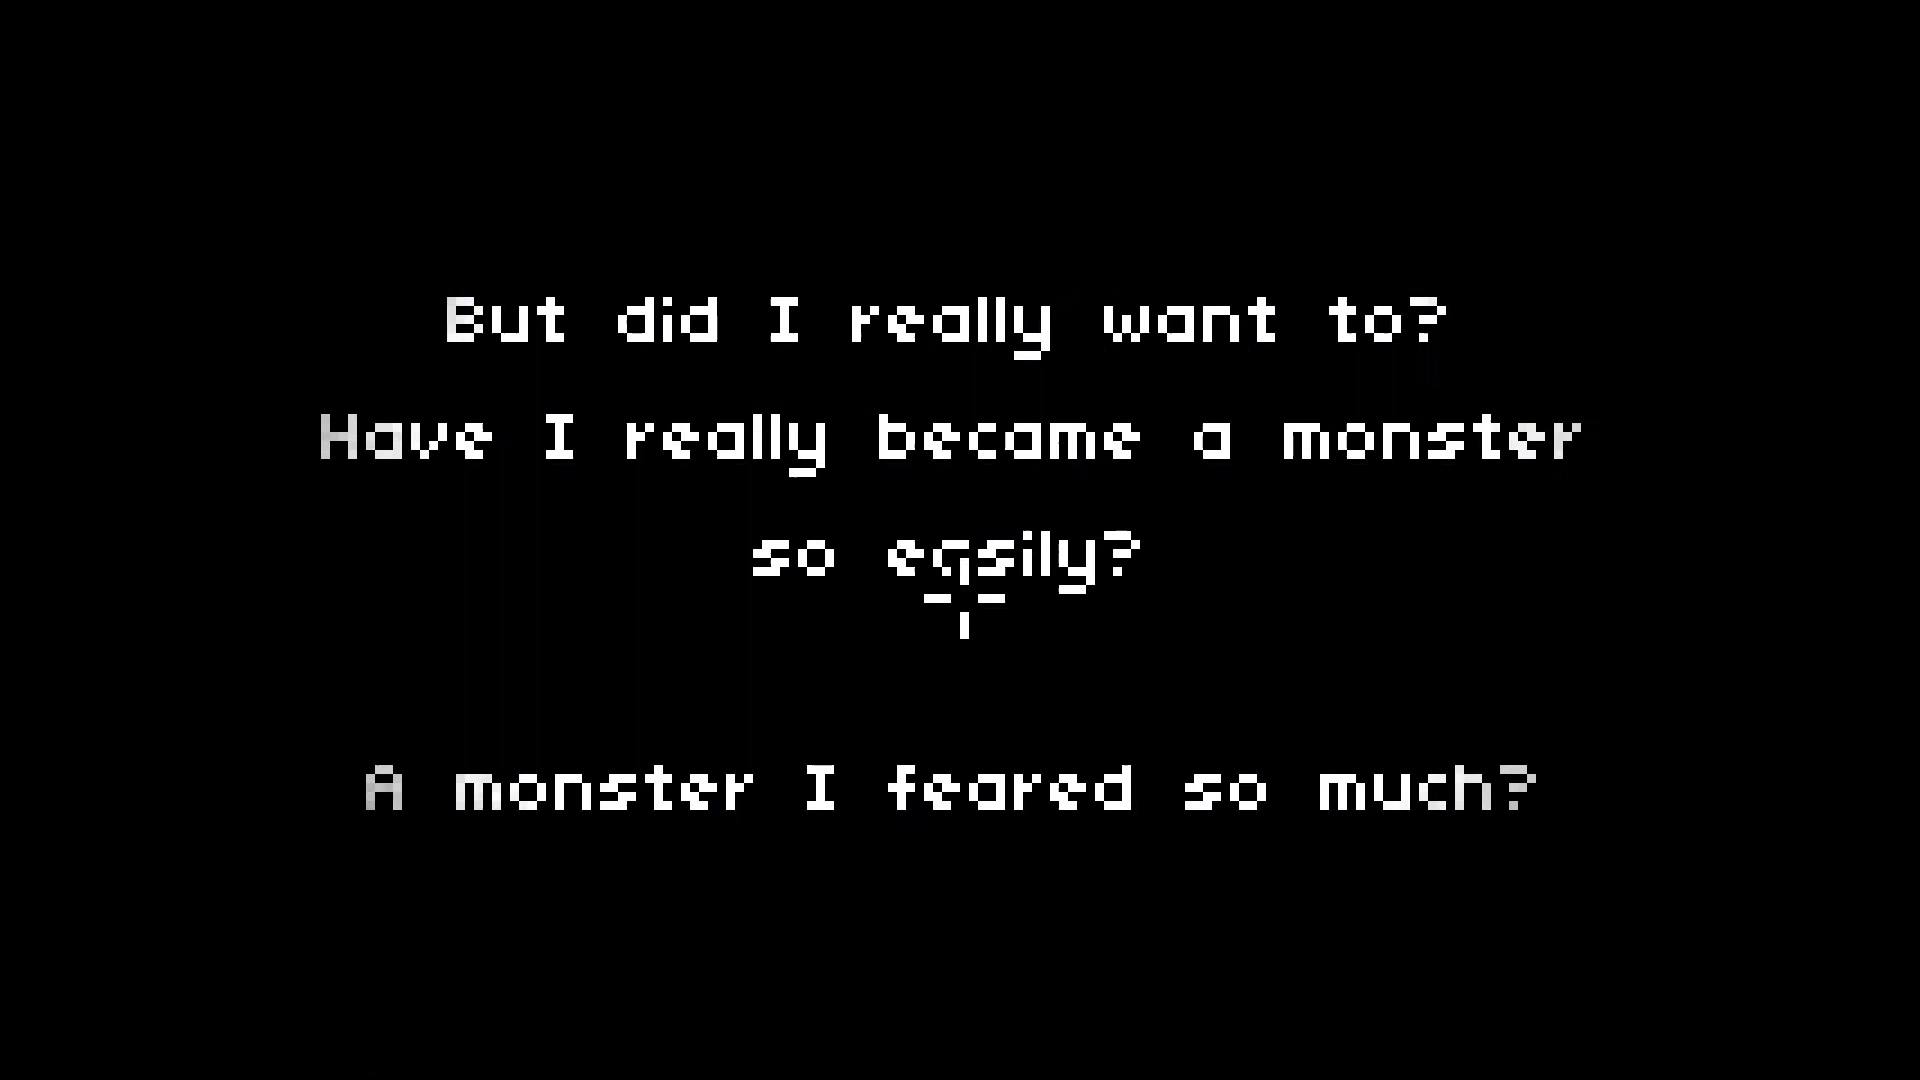 But did I really want to?
Have I really became a monster
so easily?
A monster I feared so much?